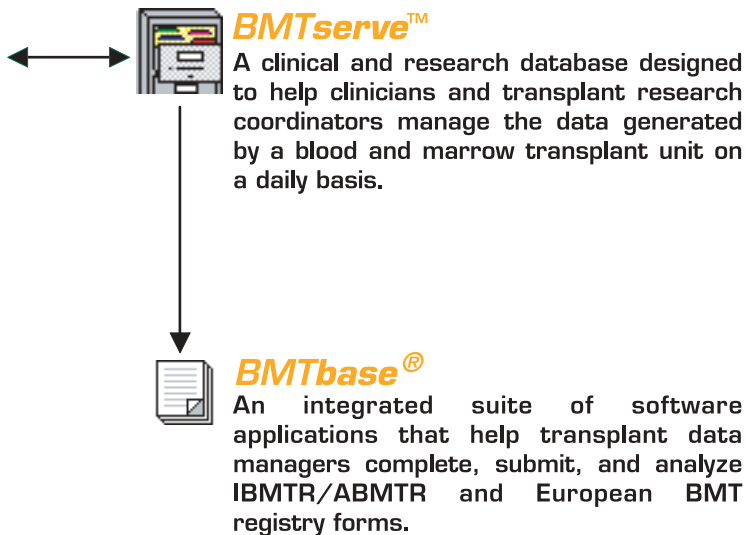 BMTserve™
A clinical and research database designed
to help clinicians and transplant research
coordinators manage the data generated
by a blood and marrow transplant unit on
a daily basis.
BMTbase®
An integrated suite of software
applications that help transplant data
managers complete, submit, and analyze
IBMTR/ABMTR and European BMT
registry forms.